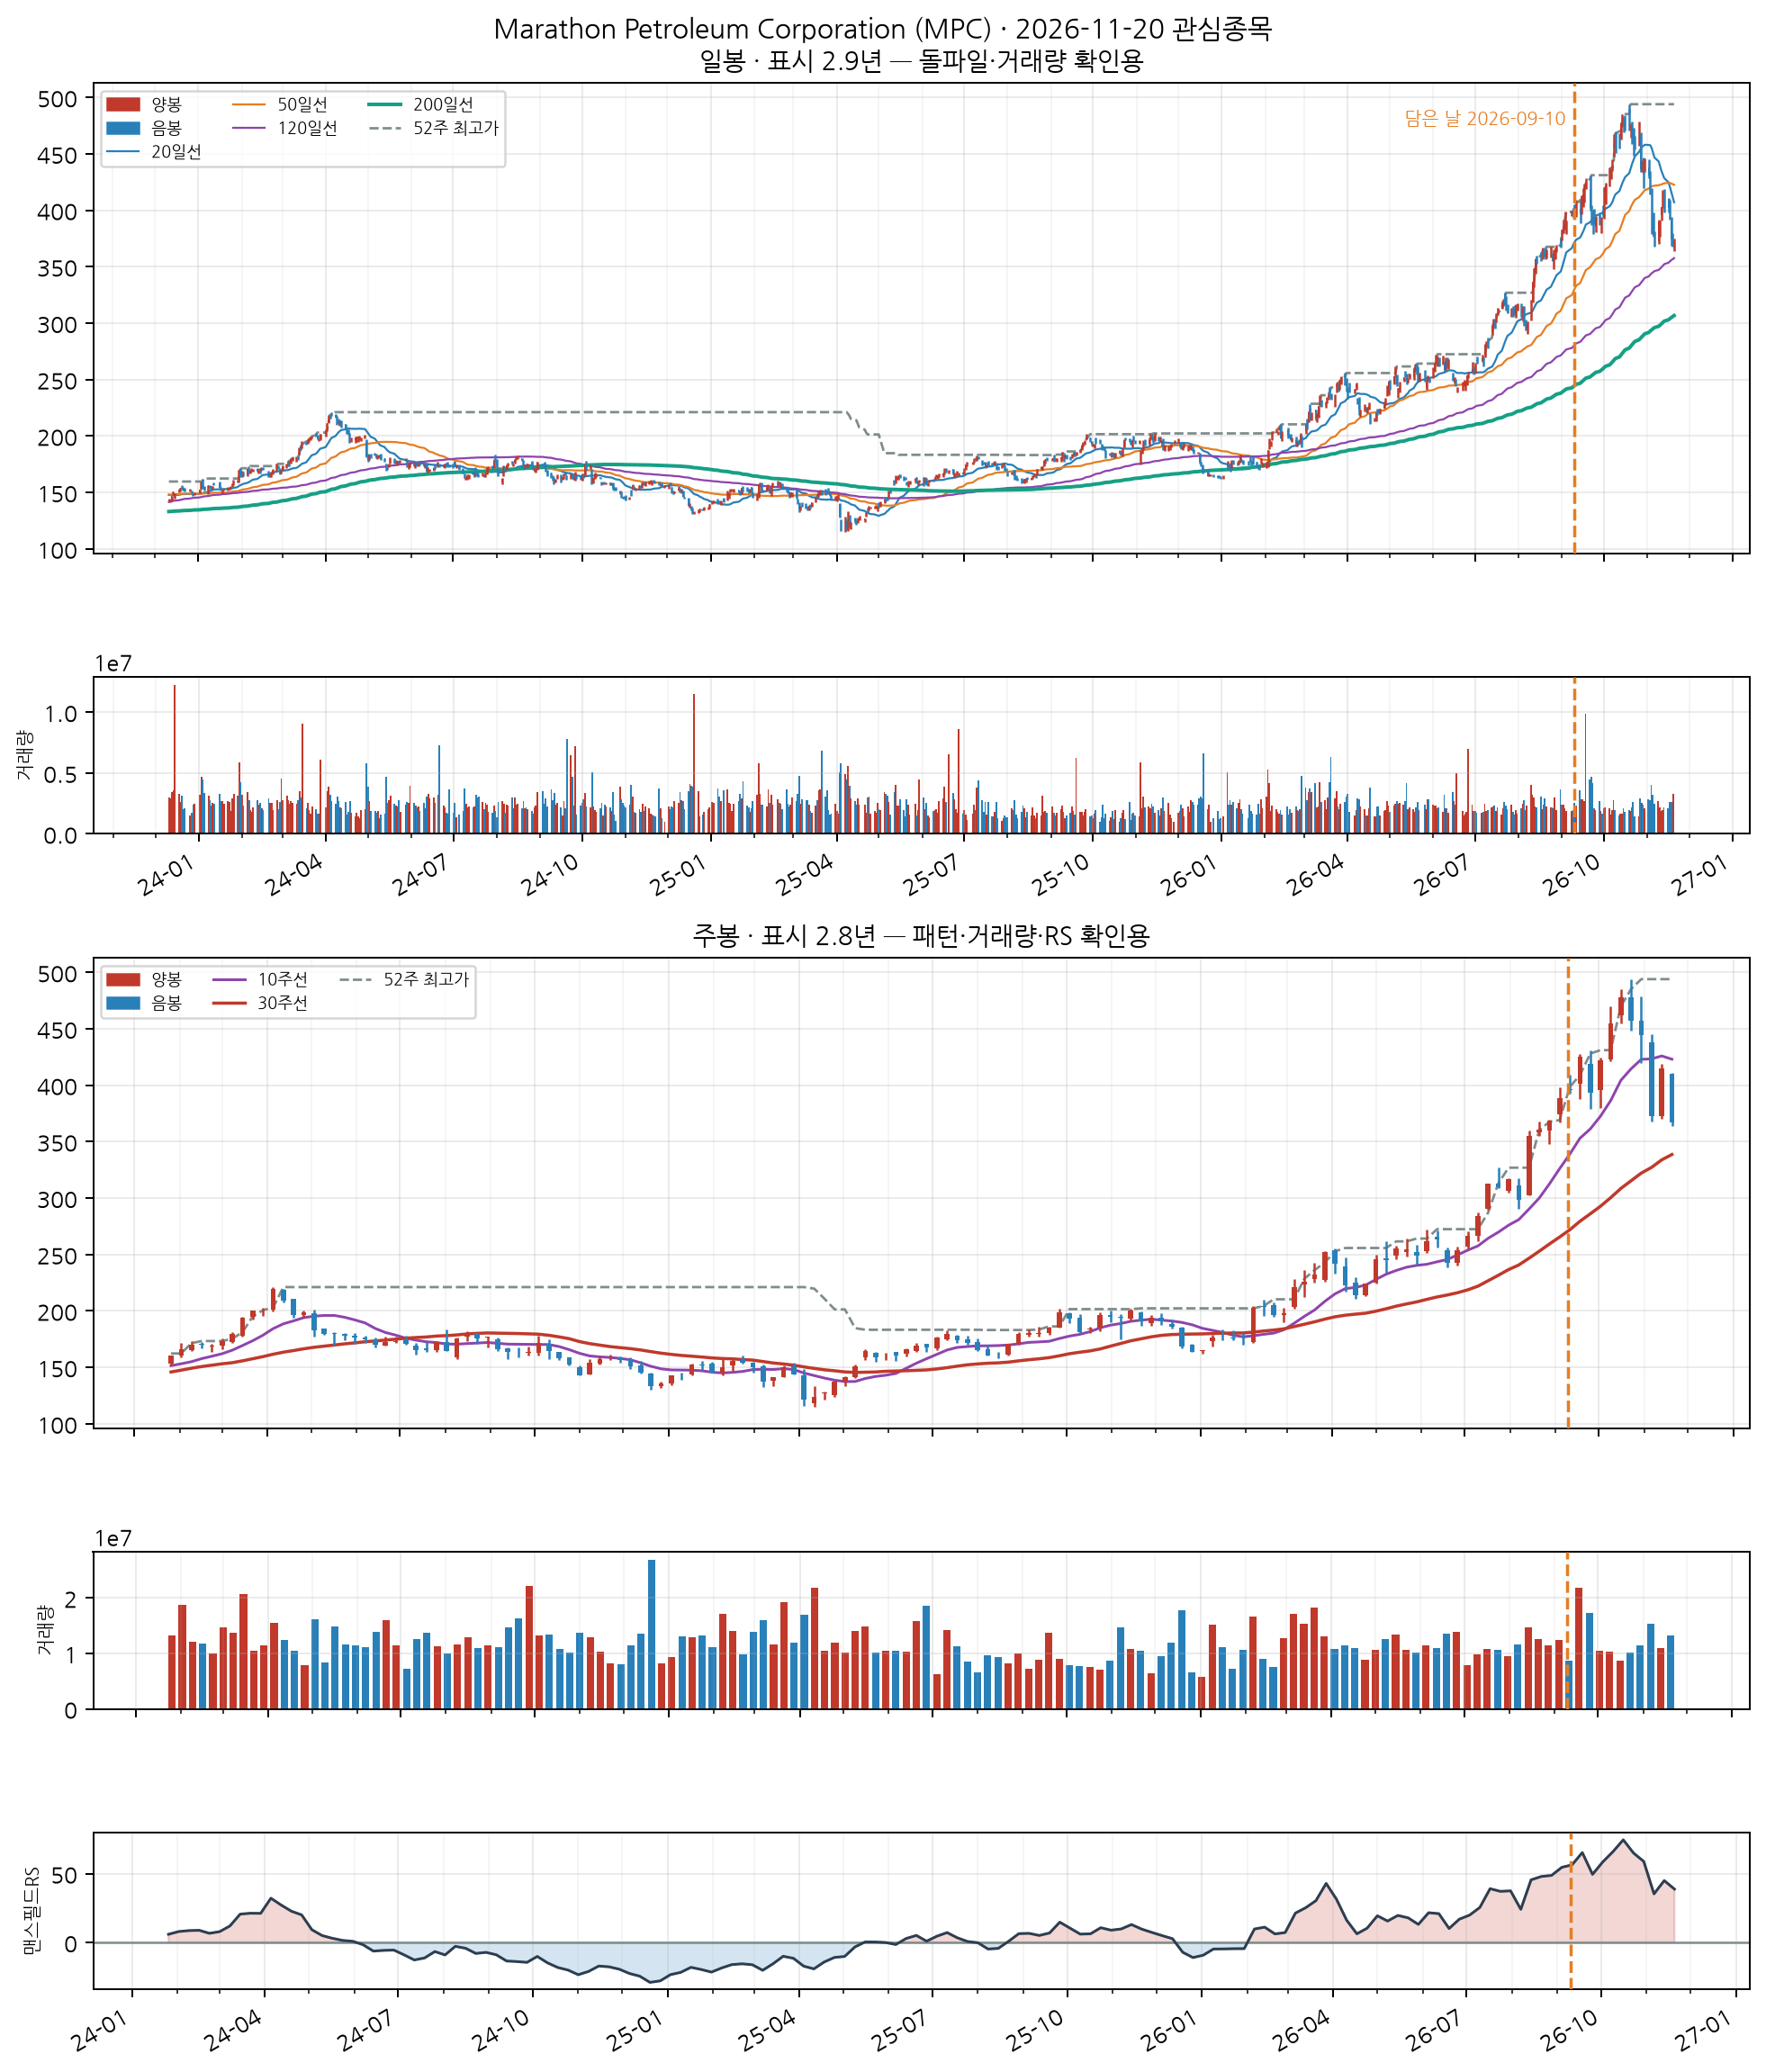 Marathon Petroleum Corporation (MPC) · 2026-11-20 관심종목
일봉 · 표시 2.9년 — 돌파일·거래량 확인용
양봉 50일선 200일선
음봉 120일선 52주 최고가
20일선
담은 날 2026-09-10
500
450
400
350
300
250
200
150
100
1e7
거래량
1.0
0.5
0.0
24-01 24-04 24-07 24-10 25-01 25-04 25-07 25-10 26-01 26-04 26-07 26-10 27-01
주봉 · 표시 2.8년 — 패턴·거래량·RS 확인용
양봉 10주선 52주 최고가
음봉 30주선
500
450
400
350
300
250
200
150
100
1e7
거래량
2
1
0
맨스필드RS
50
0
24-01 24-04 24-07 24-10 25-01 25-04 25-07 25-10 26-01 26-04 26-07 26-10 27-01